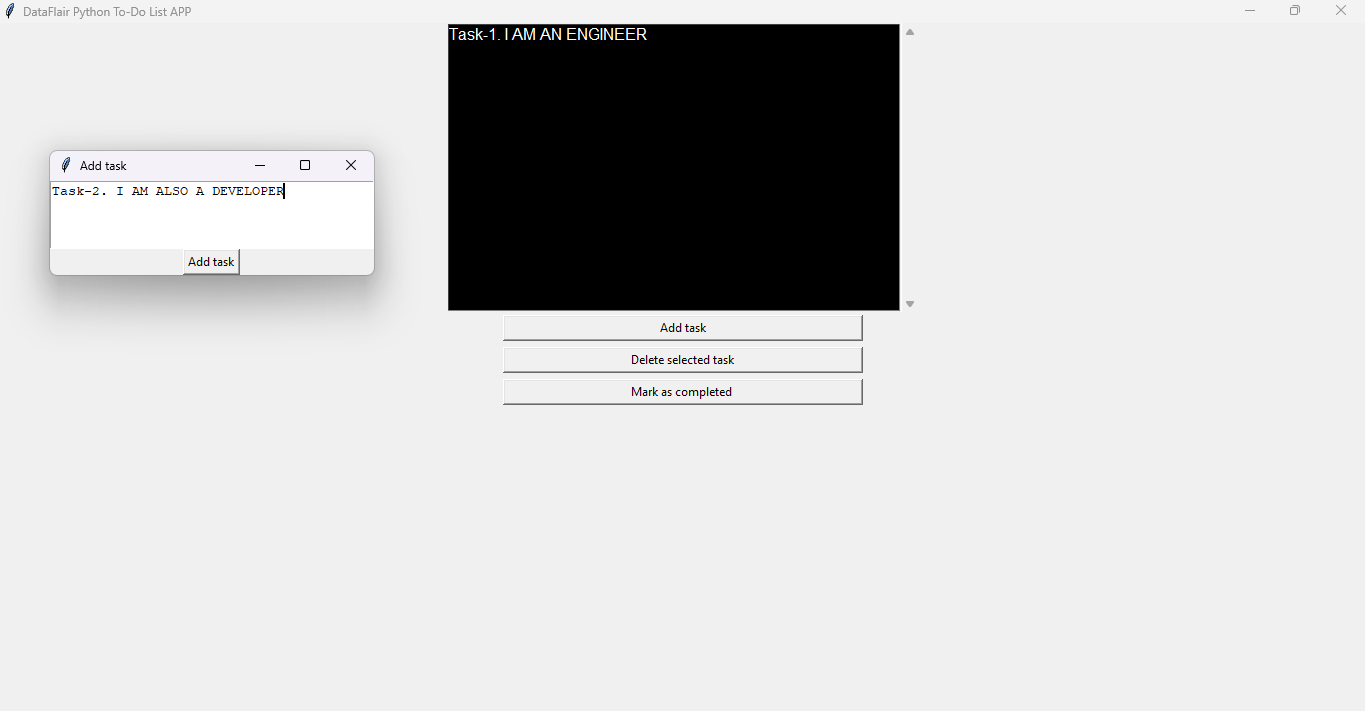 DataFlair Python To-Do List APP
Task-1. I AM AN ENGINEER
Add task
Task-2. I AM ALSO A DEVELOPER
Add task
Add task
Delete selected task
Mark as completed